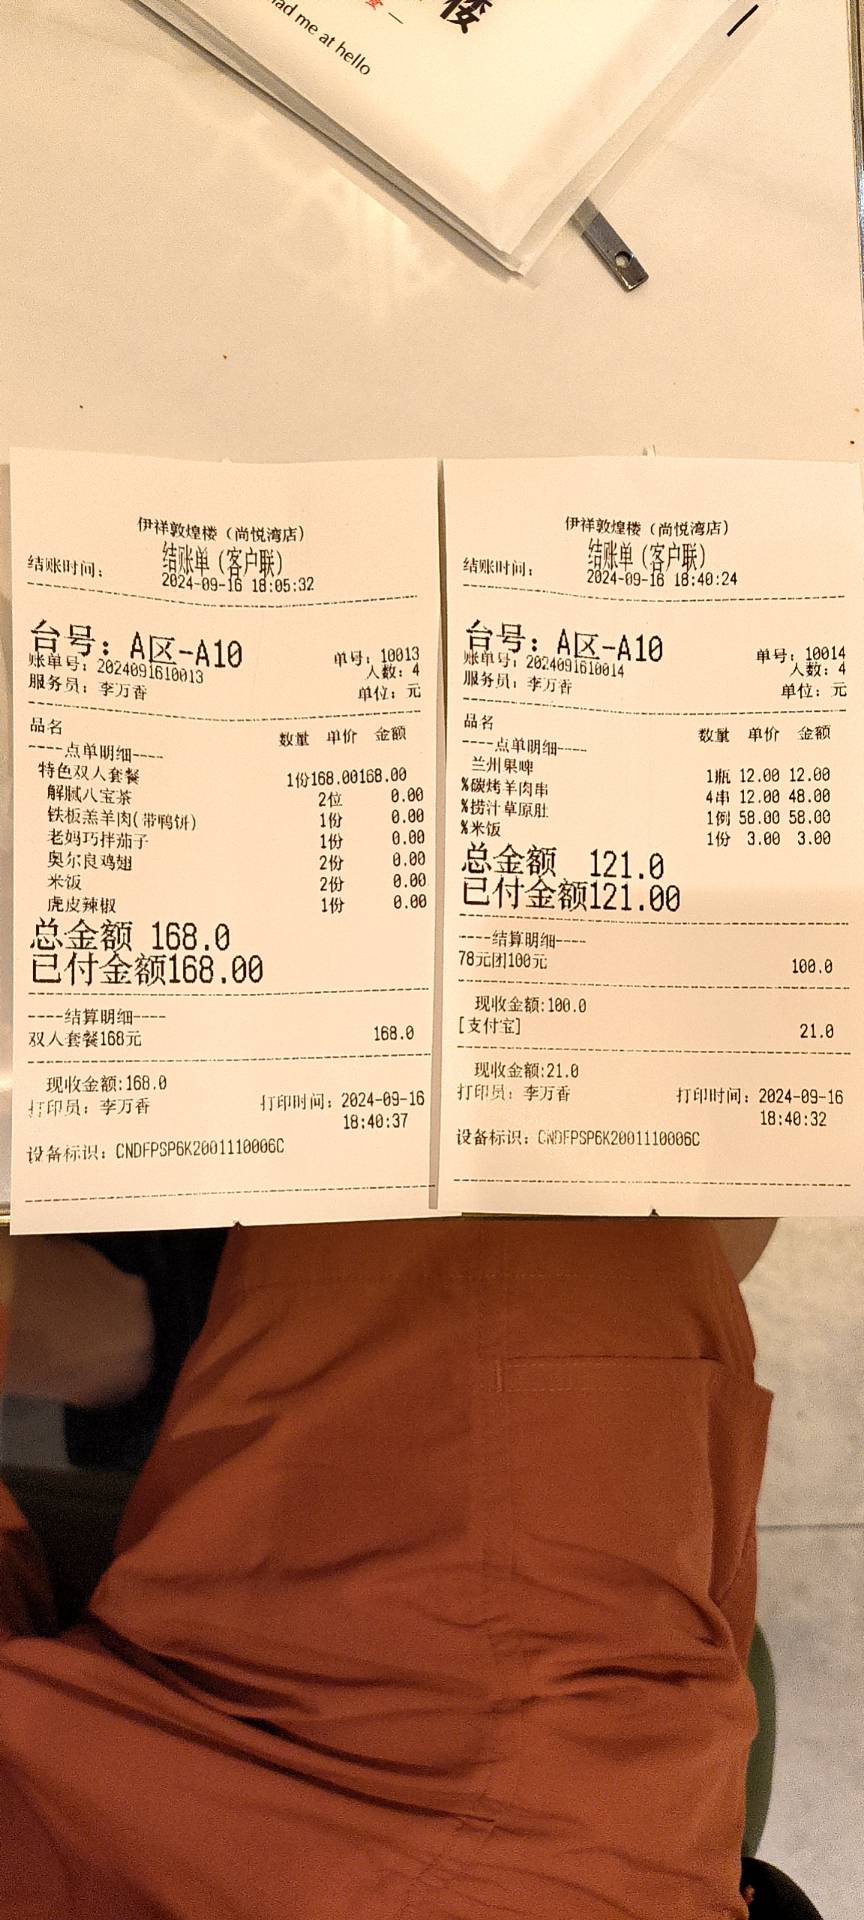 楼
had me at hello
伊祥敦煌楼（尚悦湾店）
结账单（客户联）
结账时间： 2024-09-16 18:05:32
台号：A区-A10
单号：10013
账单号：2024091610013 人数：4
服务员：李万香 单位：元
品名 数量 单价 金额
----点单明细----
特色双人套餐 1份168.00168.00
解腻八宝茶 2位 0.00
铁板羔羊肉(带鸭饼) 1份 0.00
老妈巧拌茄子 1份 0.00
奥尔良鸡翅 2份 0.00
米饭 2份 0.00
虎皮辣椒 1份 0.00
总金额 168.0
已付金额168.00
----结算明细----
双人套餐168元 168.0
现收金额:168.0
打印员：李万香 打印时间：2024-09-16
18:40:37
设备标识：CNDFPSP6K2001110006C
伊祥敦煌楼（尚悦湾店）
结账单（客户联）
结账时间： 2024-09-16 18:40:24
台号：A区-A10
单号：10014
账单号：2024091610014 人数：4
服务员：李万香 单位：元
品名 数量 单价 金额
----点单明细----
兰州果啤 1瓶 12.00 12.00
%碳烤羊肉串 4串 12.00 48.00
%捞汁草原肚 1例 58.00 58.00
%米饭 1份 3.00 3.00
总金额 121.0
已付金额121.00
----结算明细----
78元团100元 100.0
现收金额:100.0
[支付宝] 21.0
现收金额:21.0
打印员：李万香 打印时间：2024-09-16
18:40:32
设备标识：CNDFPSP6K2001110006C